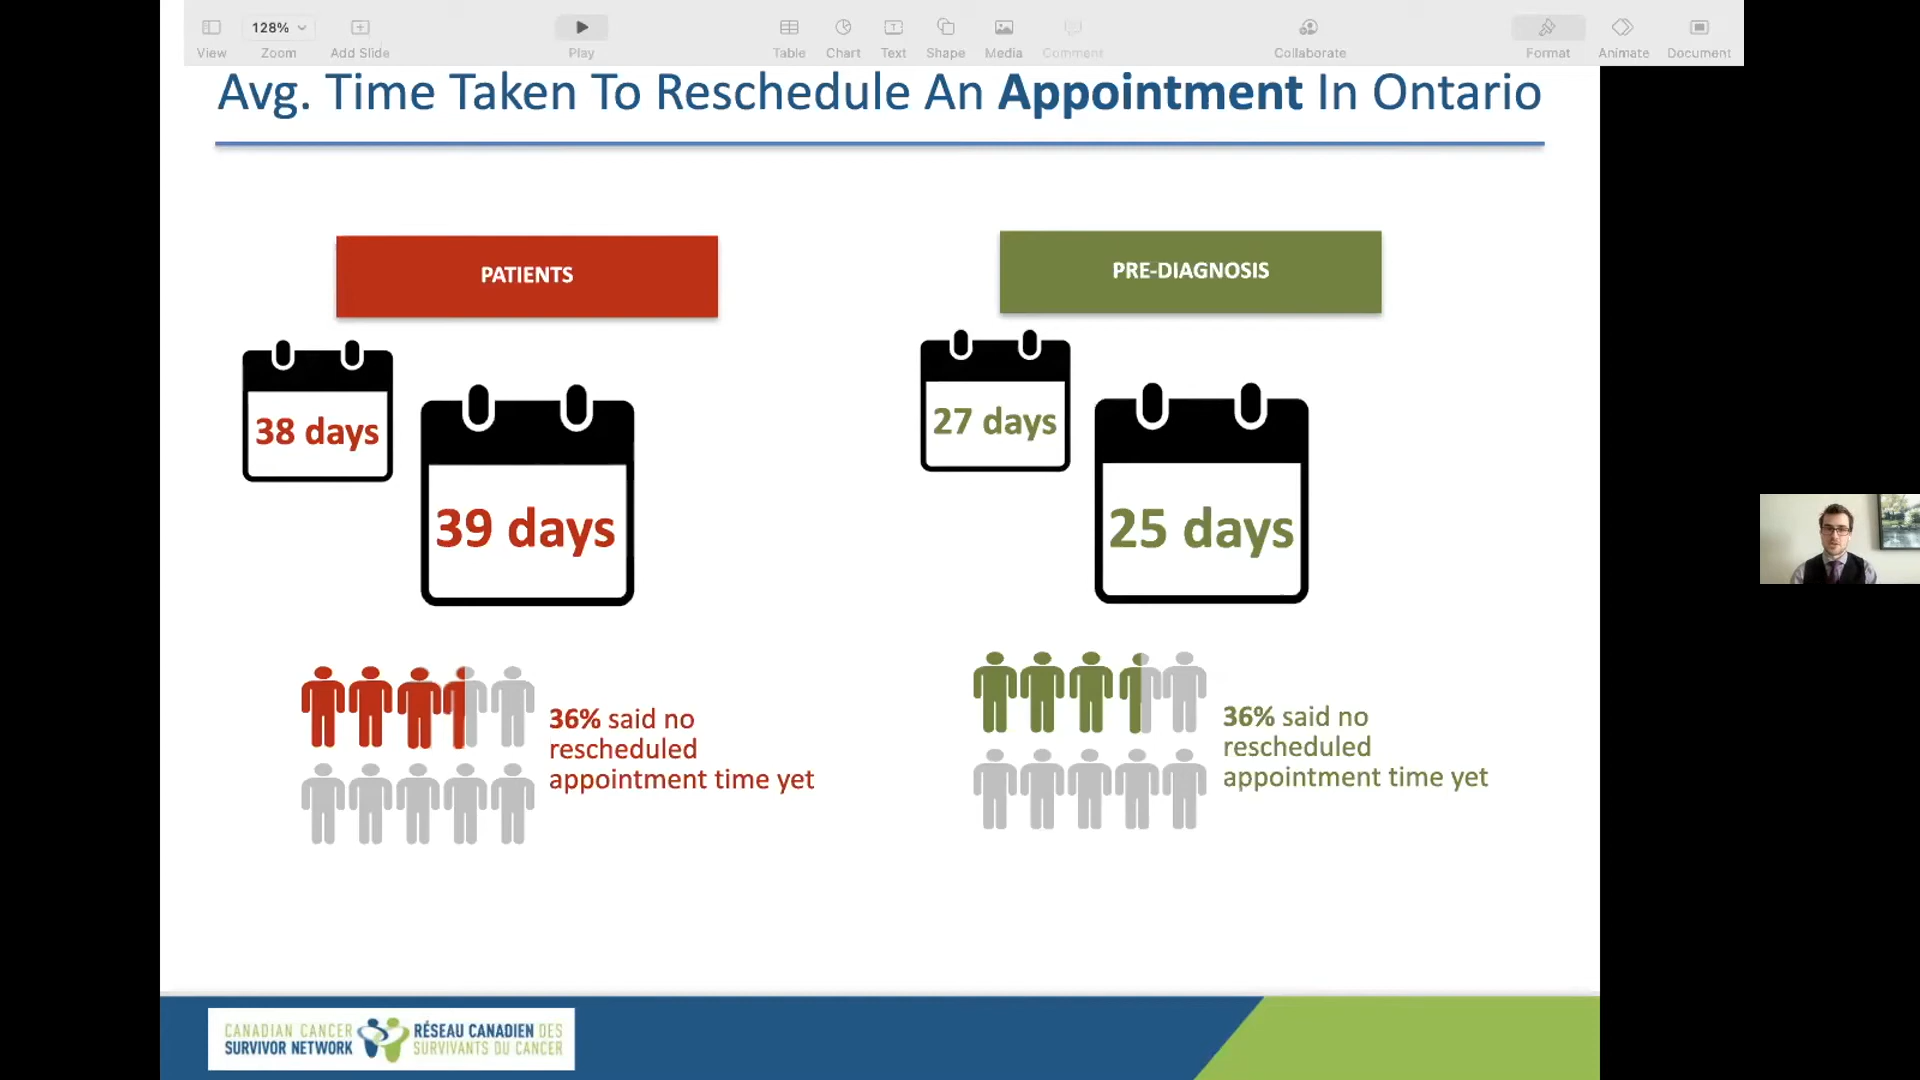 128%
View
Zoom
Add Slide
Play
Table
Chart
Text
Shape
Media
Comment
Collaborate
Format
Animate
Document
Avg. Time Taken To Reschedule An Appointment In Ontario
PATIENTS
38 days
39 days
36% said no
rescheduled
appointment time yet
PRE-DIAGNOSIS
27 days
25 days
36% said no
rescheduled
appointment time yet
CANADIAN CANCER
SURVIVOR NETWORK
RÉSEAU CANADIEN DES
SURVIVANTS DU CANCER